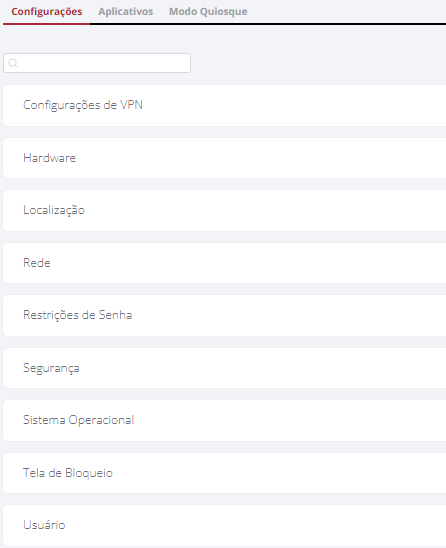 Configurações Aplicativos Modo Quiosque
Configurações de VPN
Hardware
Localização
Rede
Restrições de Senha
Segurança
Sistema Operacional
Tela de Bloqueio
Usuário